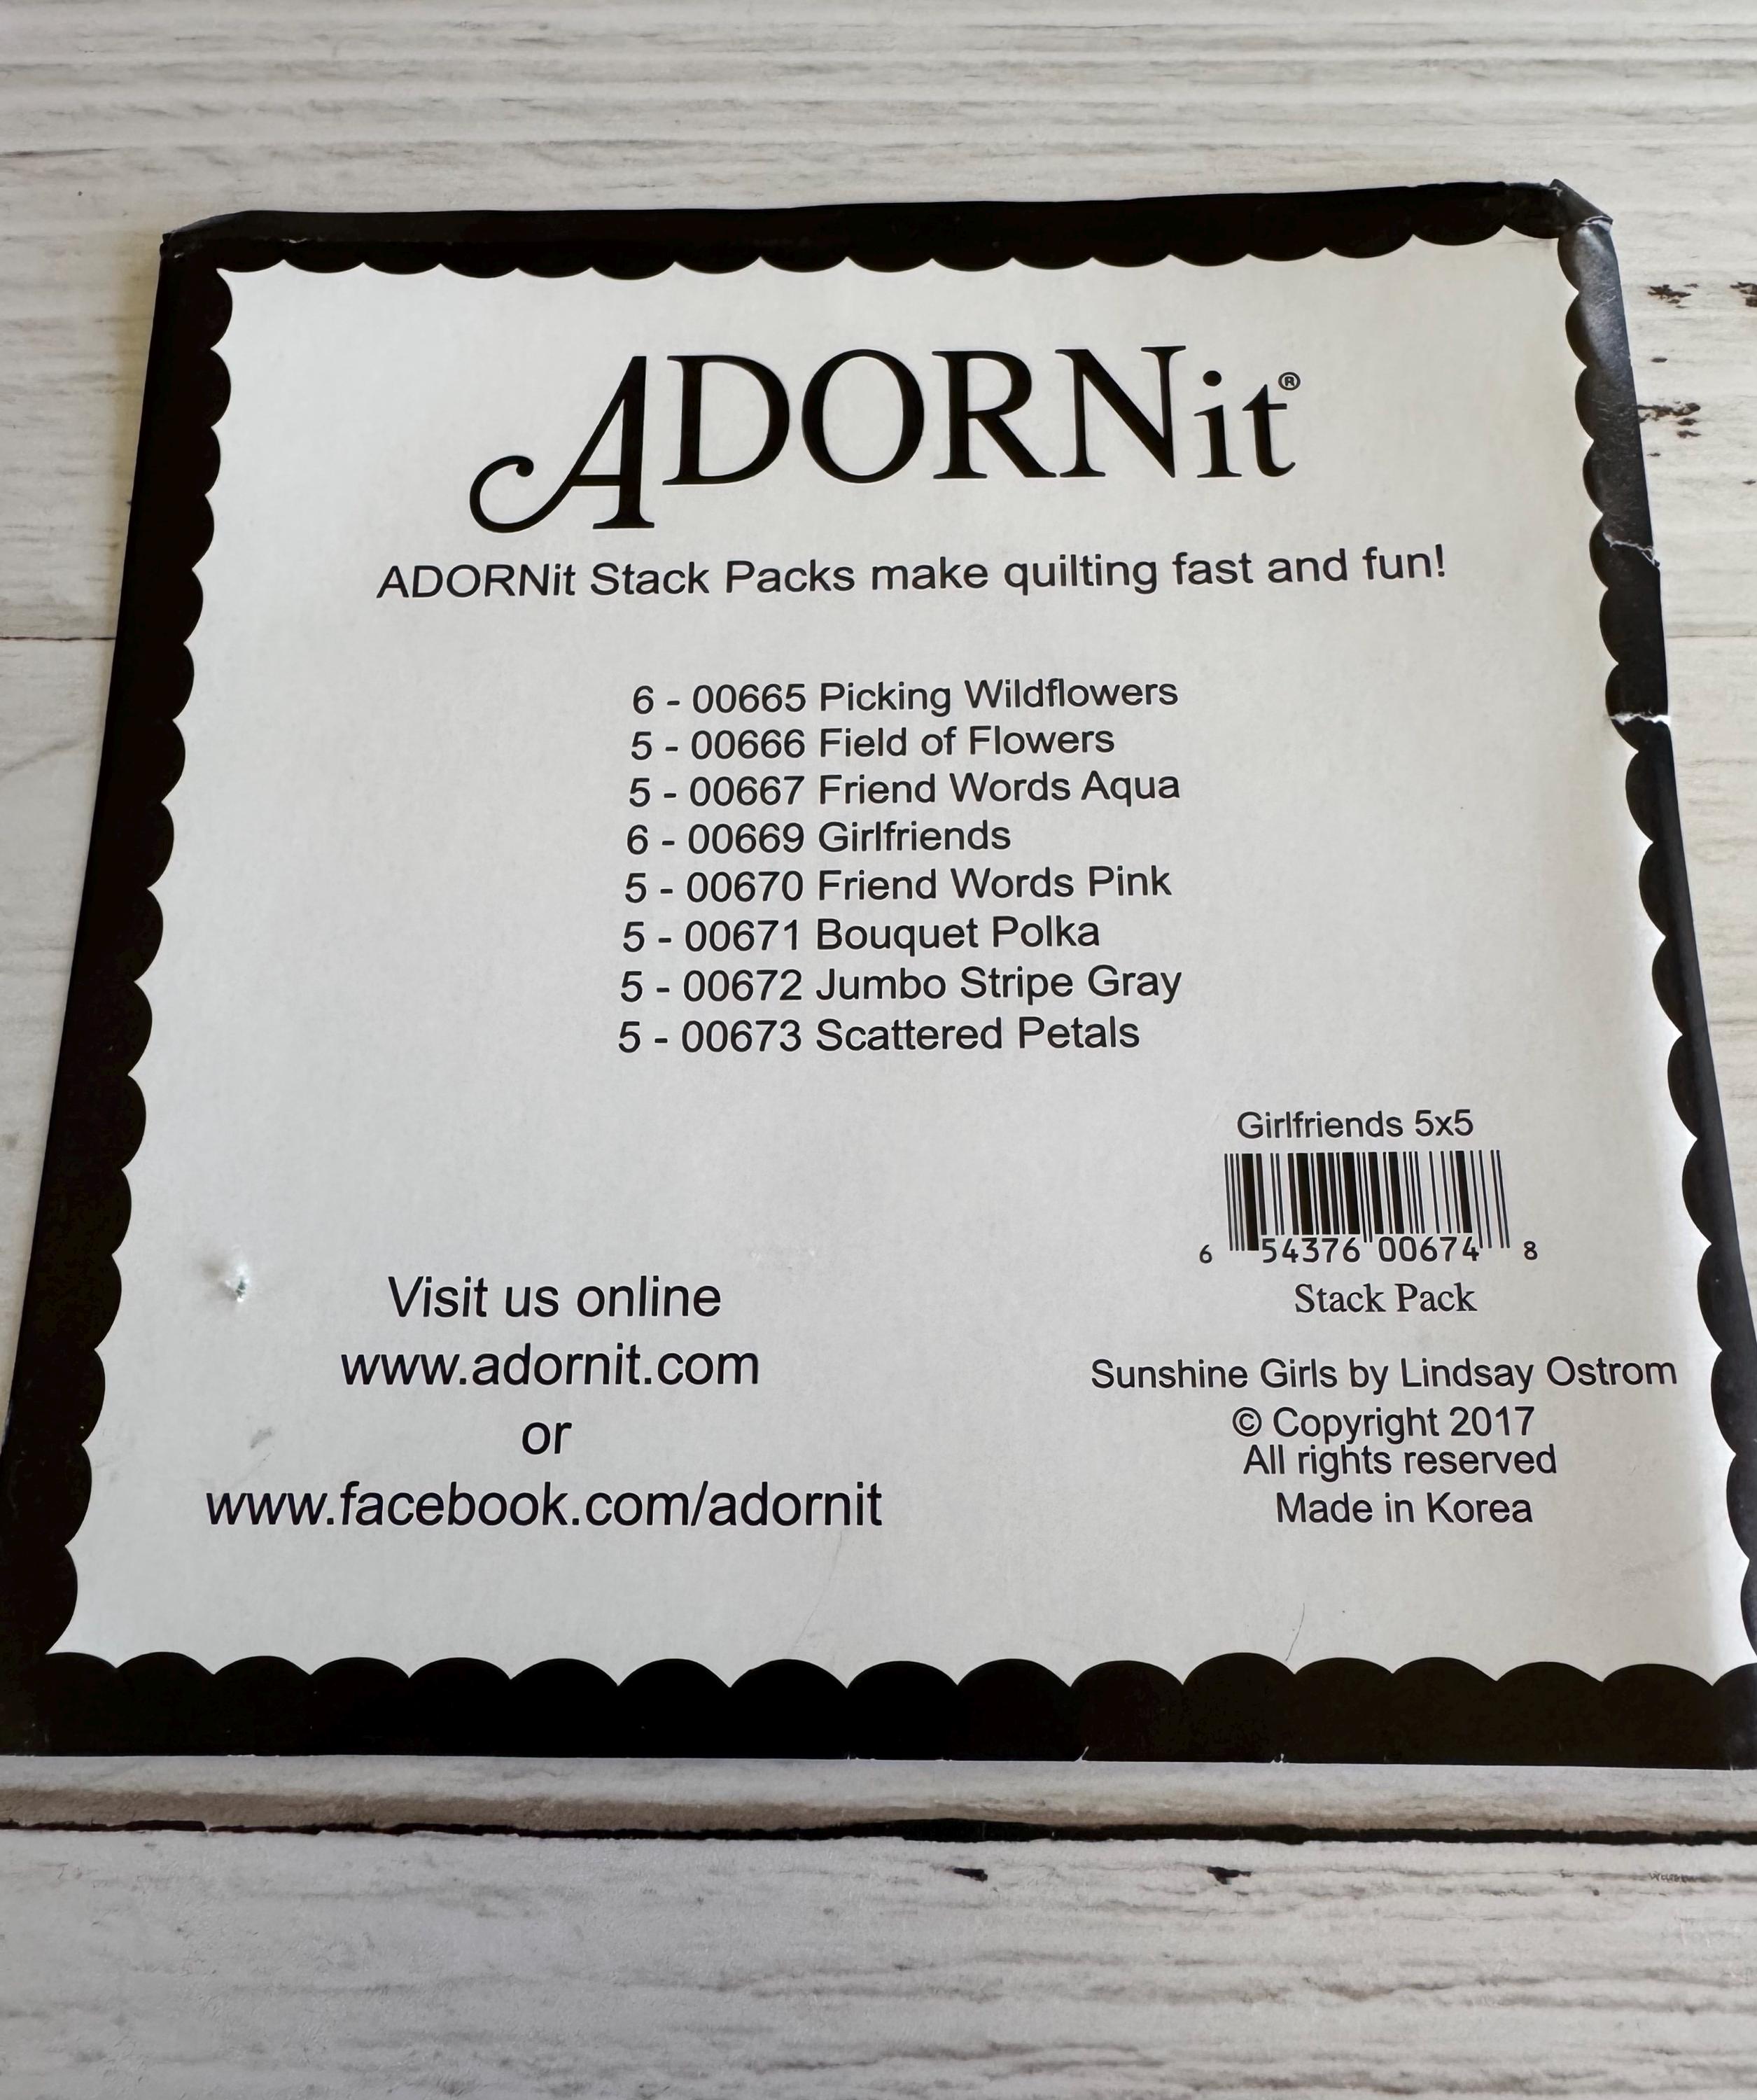 ADORNit®
ADORNit Stack Packs make quilting fast and fun!
6 - 00665 Picking Wildflowers
5 - 00666 Field of Flowers
5 - 00667 Friend Words Aqua
6 - 00669 Girlfriends
5 - 00670 Friend Words Pink
5 - 00671 Bouquet Polka
5 - 00672 Jumbo Stripe Gray
5 - 00673 Scattered Petals
Girlfriends 5x5
6 54376 00674 8
Stack Pack
Visit us online
www.adornit.com
or
www.facebook.com/adornit
Sunshine Girls by Lindsay Ostrom
© Copyright 2017
All rights reserved
Made in Korea